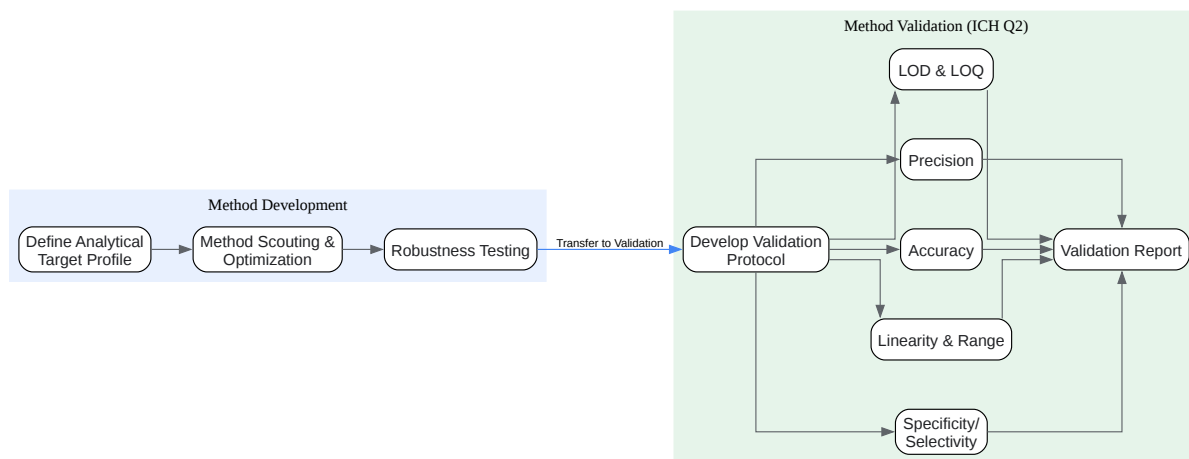 Method Validation (ICH Q2)
LOD & LOQ
Precision
Method Development
Define Analytical
Target Profile
Method Scouting &
Optimization
Robustness Testing
Transfer to Validation
Develop Validation
Protocol
Accuracy
Validation Report
Linearity & Range
Specificity/
Selectivity